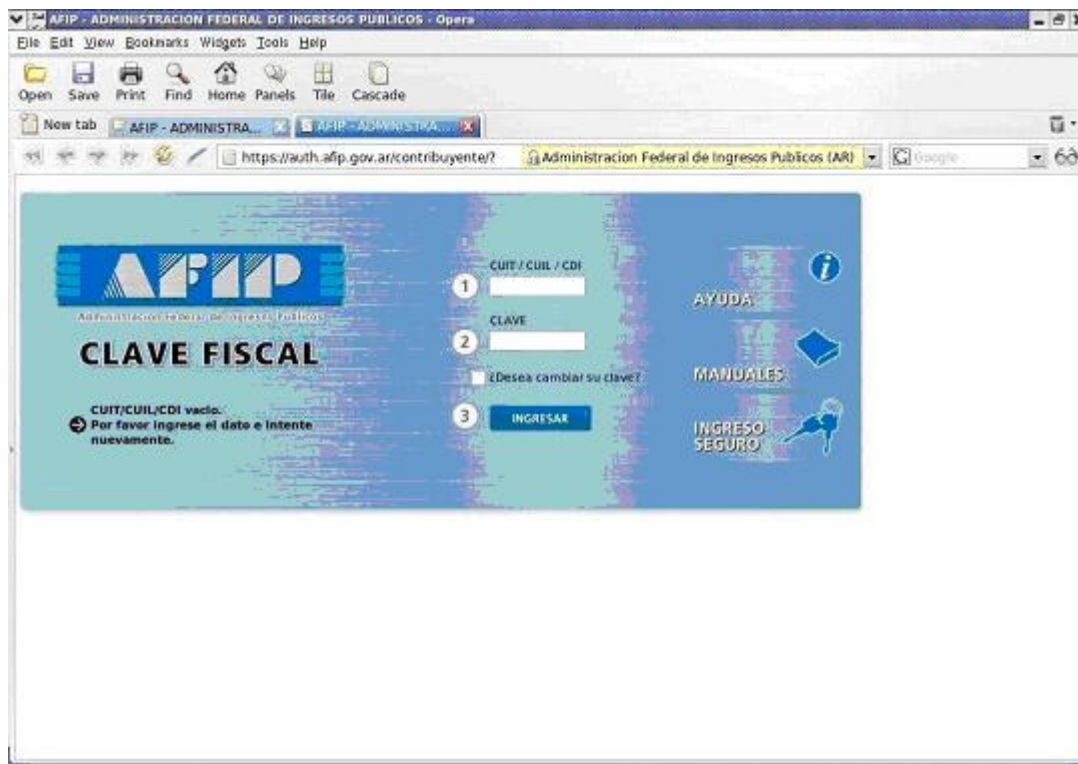 AFIP - ADMINISTRACION FEDERAL DE INGRESOS PUBLICOS - Opera
File Edit View Bookmarks Widgets Tools Help
Open Save Print Find Home Panels Tile Cascade
New tab AFIP - ADMINISTRA... AFIP - ADMINISTRA...
https://auth.afip.gov.ar/contribuyente/? Administracion Federal de Ingresos Publicos (AR) Google
AFIP
Administracion Federal de Ingresos Publicos
CLAVE FISCAL
CUIT/CUIL/CDI vacio.
Por favor ingrese el dato e intente
nuevamente.
CUIT / CUIL / CDI
1
CLAVE
2
¿Desea cambiar su clave?
3 INGRESAR
AYUDA
MANUALES
INGRESO
SEGURO